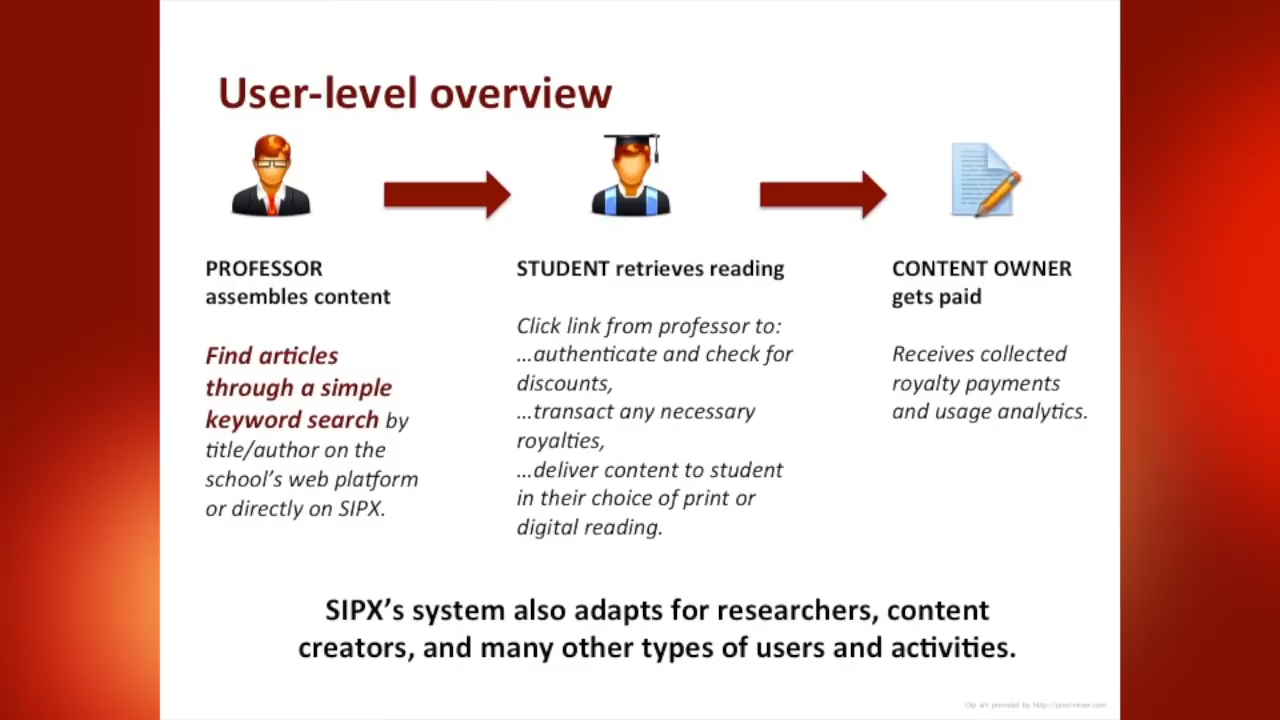 User-level overview
PROFESSOR
assembles content
Find articles
through a simple
keyword search by
title/author on the
school's web platform
or directly on SIPX.
STUDENT retrieves reading
Click link from professor to:
...authenticate and check for
discounts,
...transact any necessary
royalties,
...deliver content to student
in their choice of print or
digital reading.
CONTENT OWNER
gets paid
Receives collected
royalty payments
and usage analytics.
SIPX's system also adapts for researchers, content
creators, and many other types of users and activities.
Clip art provided by